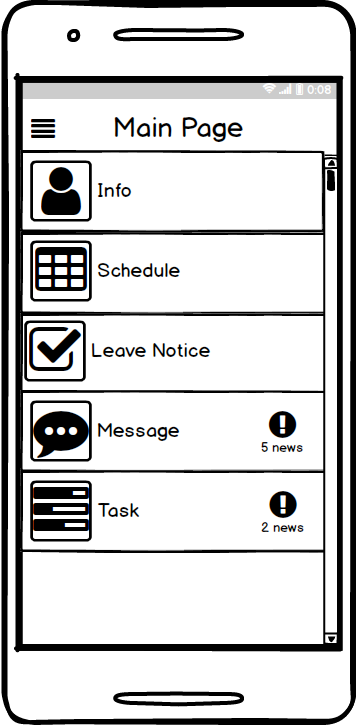 0:08
Main Page
Info
Schedule
Leave Notice
Message
5 news
Task
2 news